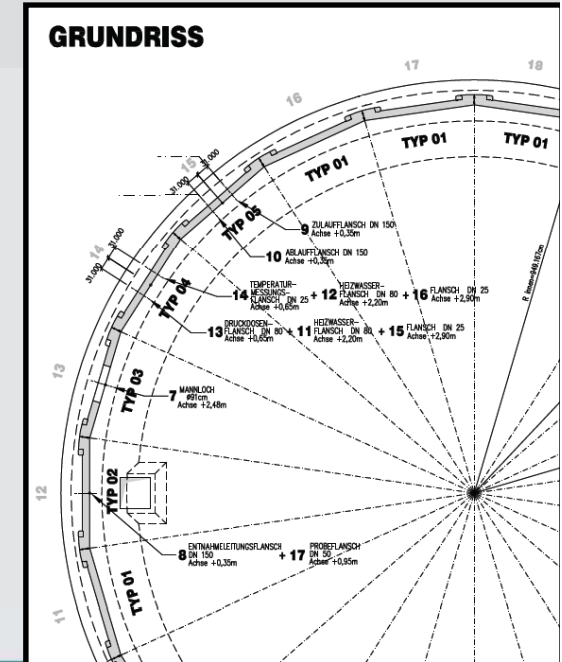 GRUNDRISS
17
18
16
15
31.000
31.000
TYP 01
TYP 01
TYP 01
TYP 05
9 ZULAUFFLANSCH DN 150
Achse +0,35m
10 ABLAUFFLANSCH DN 150
Achse +0,35m
14
31.000
31.000
TYP 04
14 TEMPERATUR-
MESSUNGS-
FLANSCH DN 25
Achse +0,65m
+ 12 HEIZWASSER-
FLANSCH DN 80
Achse +2,20m
+ 16 FLANSCH DN 25
Achse +2,90m
13 DRUCKDOSEN-
FLANSCH DN 80
Achse +0,65m
+ 11 HEIZWASSER-
FLANSCH DN 80
Achse +2,20m
+ 15 FLANSCH DN 25
Achse +2,90m
R innen=949,167cm
13
TYP 03
7 MANNLOCH
ø91cm
Achse +2,48m
12
TYP 02
8 ENTNAHMELEITUNGSFLANSCH
DN 150
Achse +0,35m
+ 17 PROBEFLANSCH
DN 50
Achse +0,95m
TYP 01
11